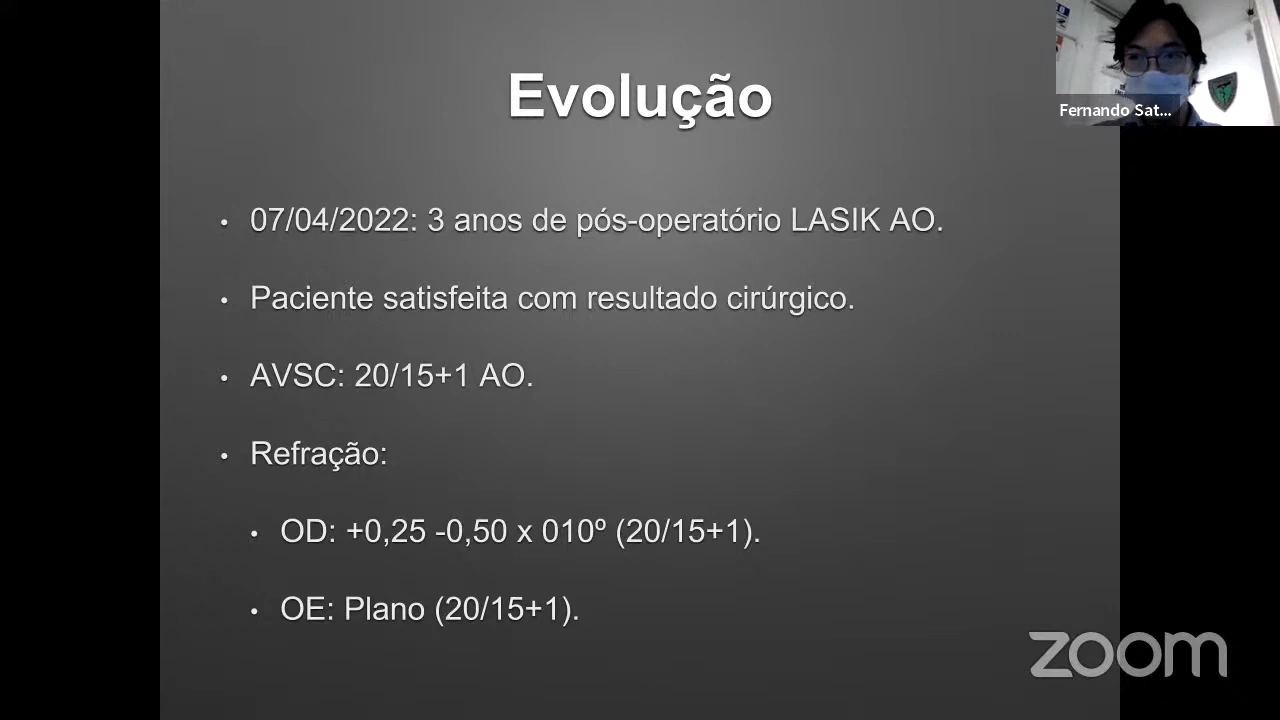 Evolução
Fernando Sat...
• 07/04/2022: 3 anos de pós-operatório LASIK AO.
• Paciente satisfeita com resultado cirúrgico.
• AVSC: 20/15+1 AO.
• Refração:
• OD: +0,25 -0,50 x 010º (20/15+1).
• OE: Plano (20/15+1).
zoom